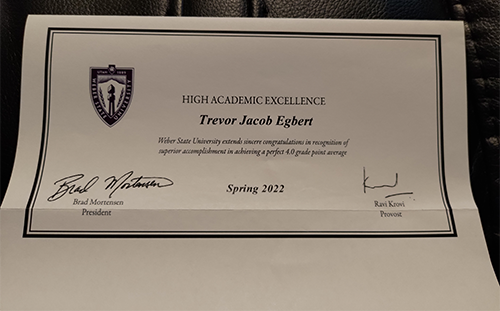 UTAH 1889
WEBER STATE UNIVERSITY
HIGH ACADEMIC EXCELLENCE
Trevor Jacob Egbert
Weber State University extends sincere congratulations in recognition of
superior accomplishment in achieving a perfect 4.0 grade point average
Brad Mortensen
Spring 2022
Brad Mortensen
President
Ravi Krovi
Provost